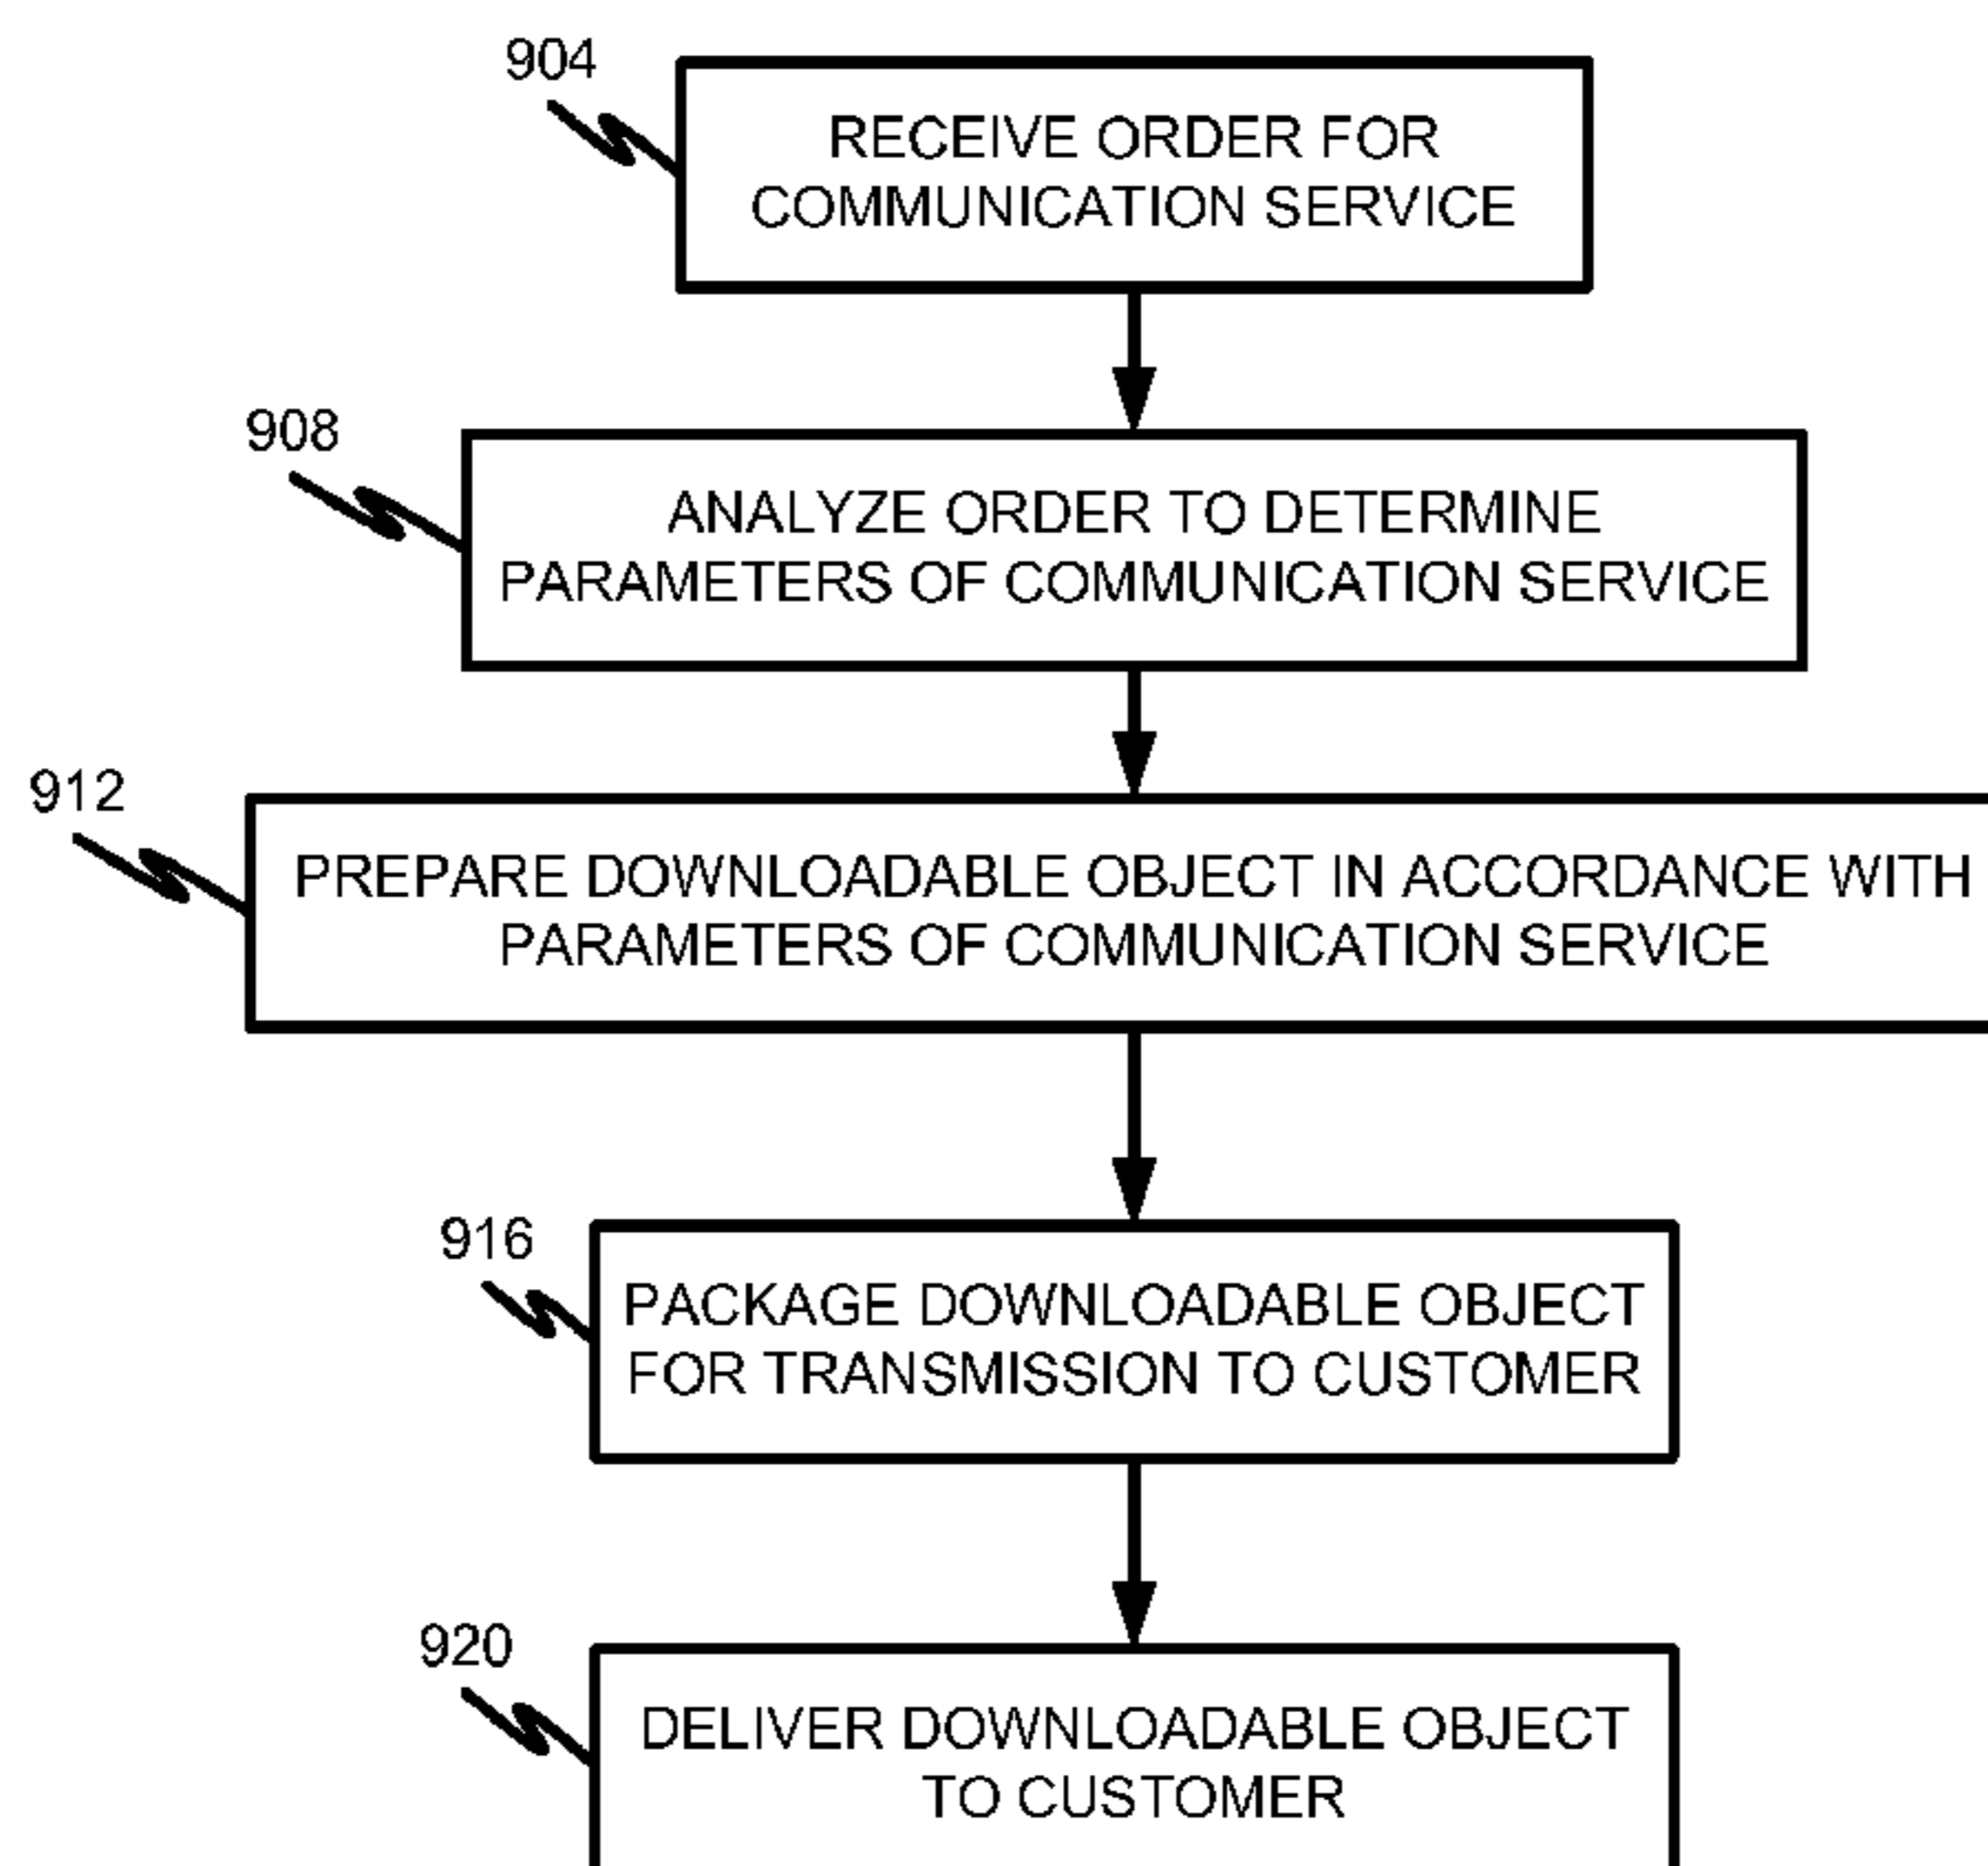 904
RECEIVE ORDER FOR
COMMUNICATION SERVICE
908
ANALYZE ORDER TO DETERMINE
PARAMETERS OF COMMUNICATION SERVICE
912
PREPARE DOWNLOADABLE OBJECT IN ACCORDANCE WITH
PARAMETERS OF COMMUNICATION SERVICE
916
PACKAGE DOWNLOADABLE OBJECT
FOR TRANSMISSION TO CUSTOMER
920
DELIVER DOWNLOADABLE OBJECT
TO CUSTOMER